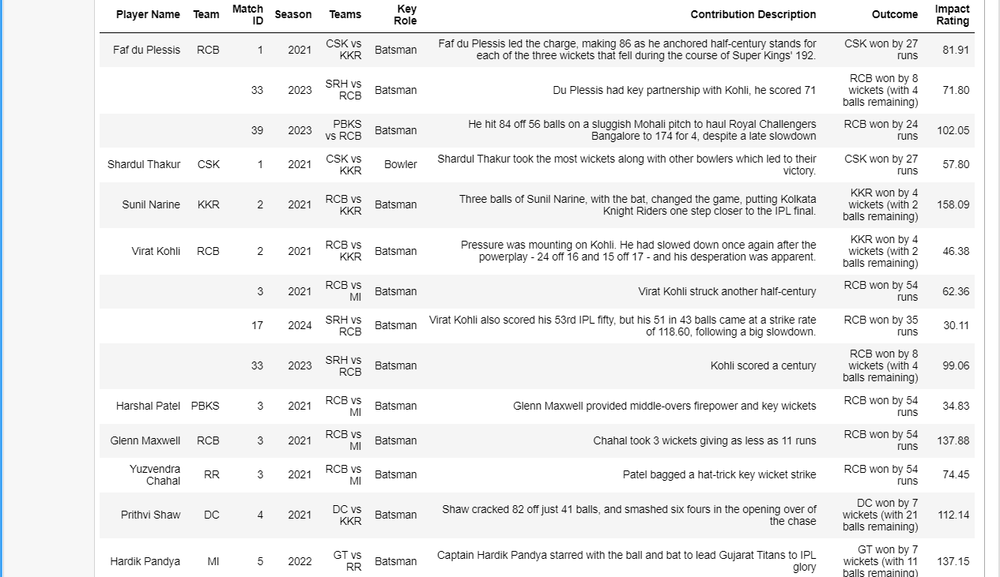 Player Name Team Match ID Season Teams Key Role Contribution Description Outcome Impact Rating
Faf du Plessis RCB 1 2021 CSK vs KKR Batsman Faf du Plessis led the charge, making 86 as he anchored half-century stands for each of the three wickets that fell during the course of Super Kings' 192. CSK won by 27 runs 81.91
33 2023 SRH vs RCB Batsman Du Plessis had key partnership with Kohli, he scored 71 RCB won by 8 wickets (with 4 balls remaining) 71.80
39 2023 PBKS vs RCB Batsman He hit 84 off 56 balls on a sluggish Mohali pitch to haul Royal Challengers Bangalore to 174 for 4, despite a late slowdown RCB won by 24 runs 102.05
Shardul Thakur CSK 1 2021 CSK vs KKR Bowler Shardul Thakur took the most wickets along with other bowlers which led to their victory. CSK won by 27 runs 57.80
Sunil Narine KKR 2 2021 RCB vs KKR Batsman Three balls of Sunil Narine, with the bat, changed the game, putting Kolkata Knight Riders one step closer to the IPL final. KKR won by 4 wickets (with 2 balls remaining) 158.09
Virat Kohli RCB 2 2021 RCB vs KKR Batsman Pressure was mounting on Kohli. He had slowed down once again after the powerplay - 24 off 16 and 15 off 17 - and his desperation was apparent. KKR won by 4 wickets (with 2 balls remaining) 46.38
3 2021 RCB vs MI Batsman Virat Kohli struck another half-century RCB won by 54 runs 62.36
17 2024 SRH vs RCB Batsman Virat Kohli also scored his 53rd IPL fifty, but his 51 in 43 balls came at a strike rate of 118.60, following a big slowdown. RCB won by 35 runs 30.11
33 2023 SRH vs RCB Batsman Kohli scored a century RCB won by 8 wickets (with 4 balls remaining) 99.06
Harshal Patel PBKS 3 2021 RCB vs MI Batsman Glenn Maxwell provided middle-overs firepower and key wickets RCB won by 54 runs 34.83
Glenn Maxwell RCB 3 2021 RCB vs MI Batsman Chahal took 3 wickets giving as less as 11 runs RCB won by 54 runs 137.88
Yuzvendra Chahal RR 3 2021 RCB vs MI Batsman Patel bagged a hat-trick key wicket strike RCB won by 54 runs 74.45
Prithvi Shaw DC 4 2021 DC vs KKR Batsman Shaw cracked 82 off just 41 balls, and smashed six fours in the opening over of the chase DC won by 7 wickets (with 21 balls remaining) 112.14
Hardik Pandya MI 5 2022 GT vs RR Batsman Captain Hardik Pandya starred with the ball and bat to lead Gujarat Titans to IPL glory GT won by 7 wickets (with 11 balls remaining) 137.15